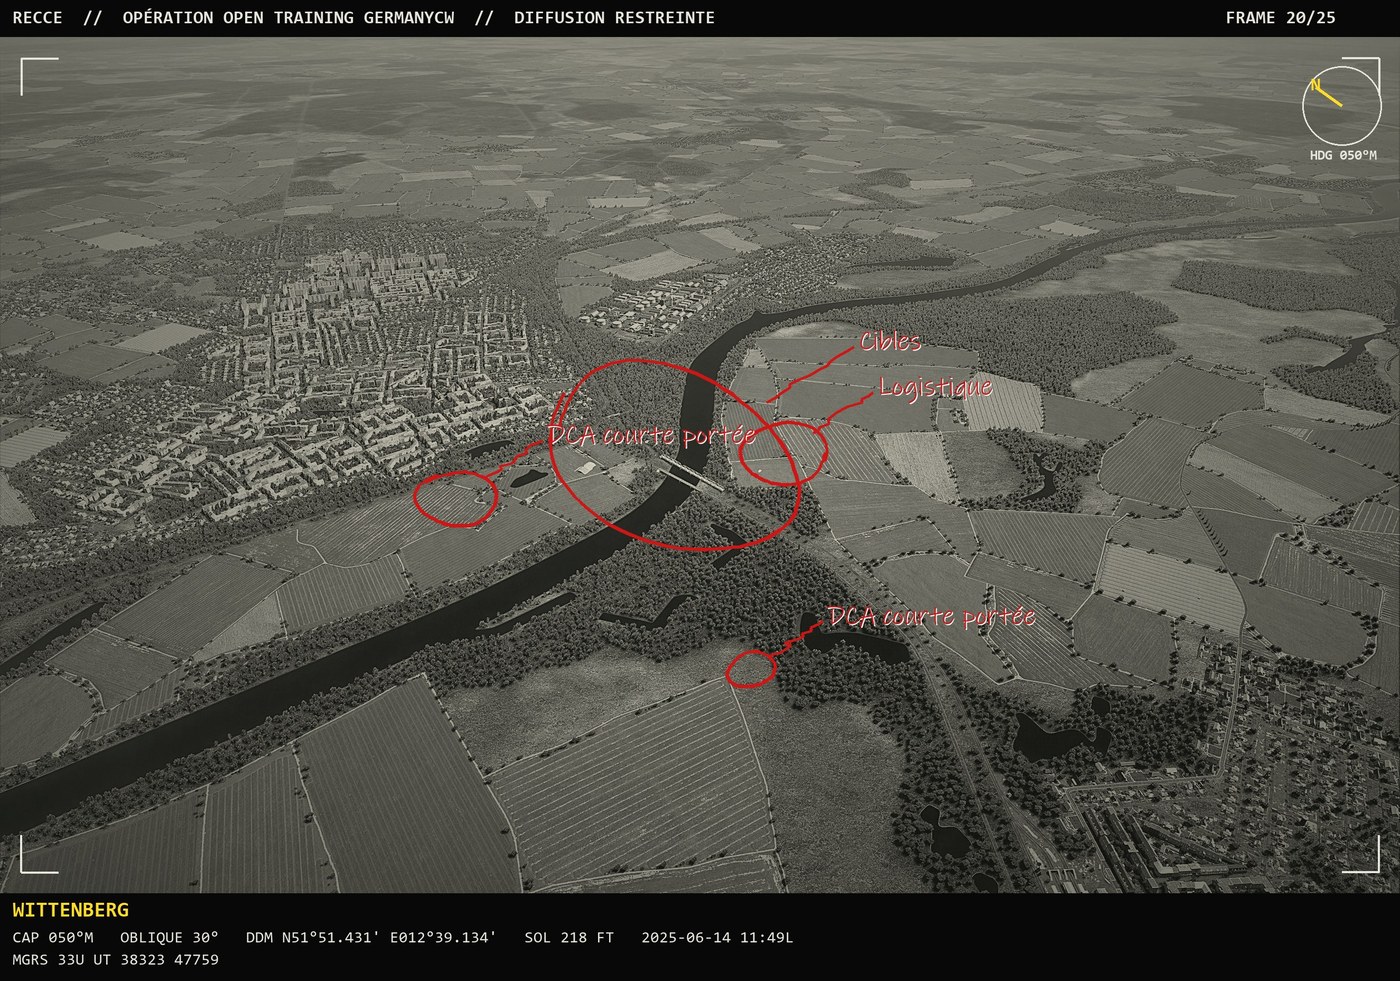 RECCE // OPÉRATION OPEN TRAINING GERMANYCW // DIFFUSION RESTREINTE
FRAME 20/25
N
HDG 050°M
Cibles
Logistique
DCA courte portée
DCA courte portée
WITTENBERG
CAP 050°M OBLIQUE 30° DDM N51°51.431' E012°39.134' SOL 218 FT 2025-06-14 11:49L
MGRS 33U UT 38323 47759